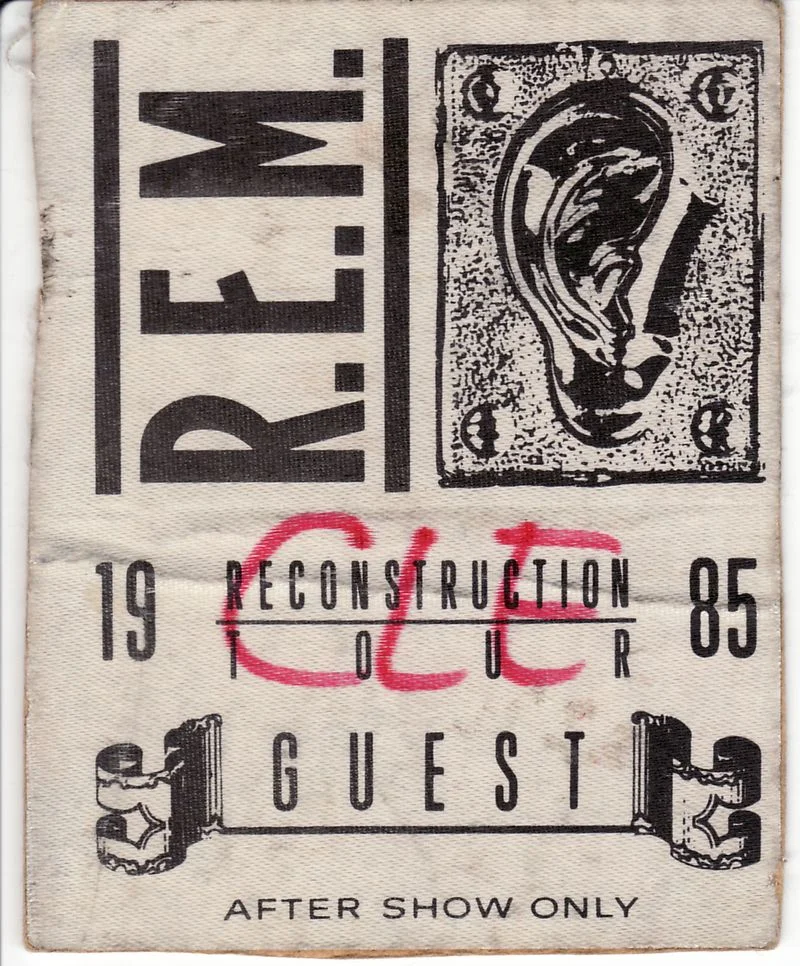 R.E.M.
CLE
19 RECONSTRUCTION 85
TOUR
GUEST
AFTER SHOW ONLY